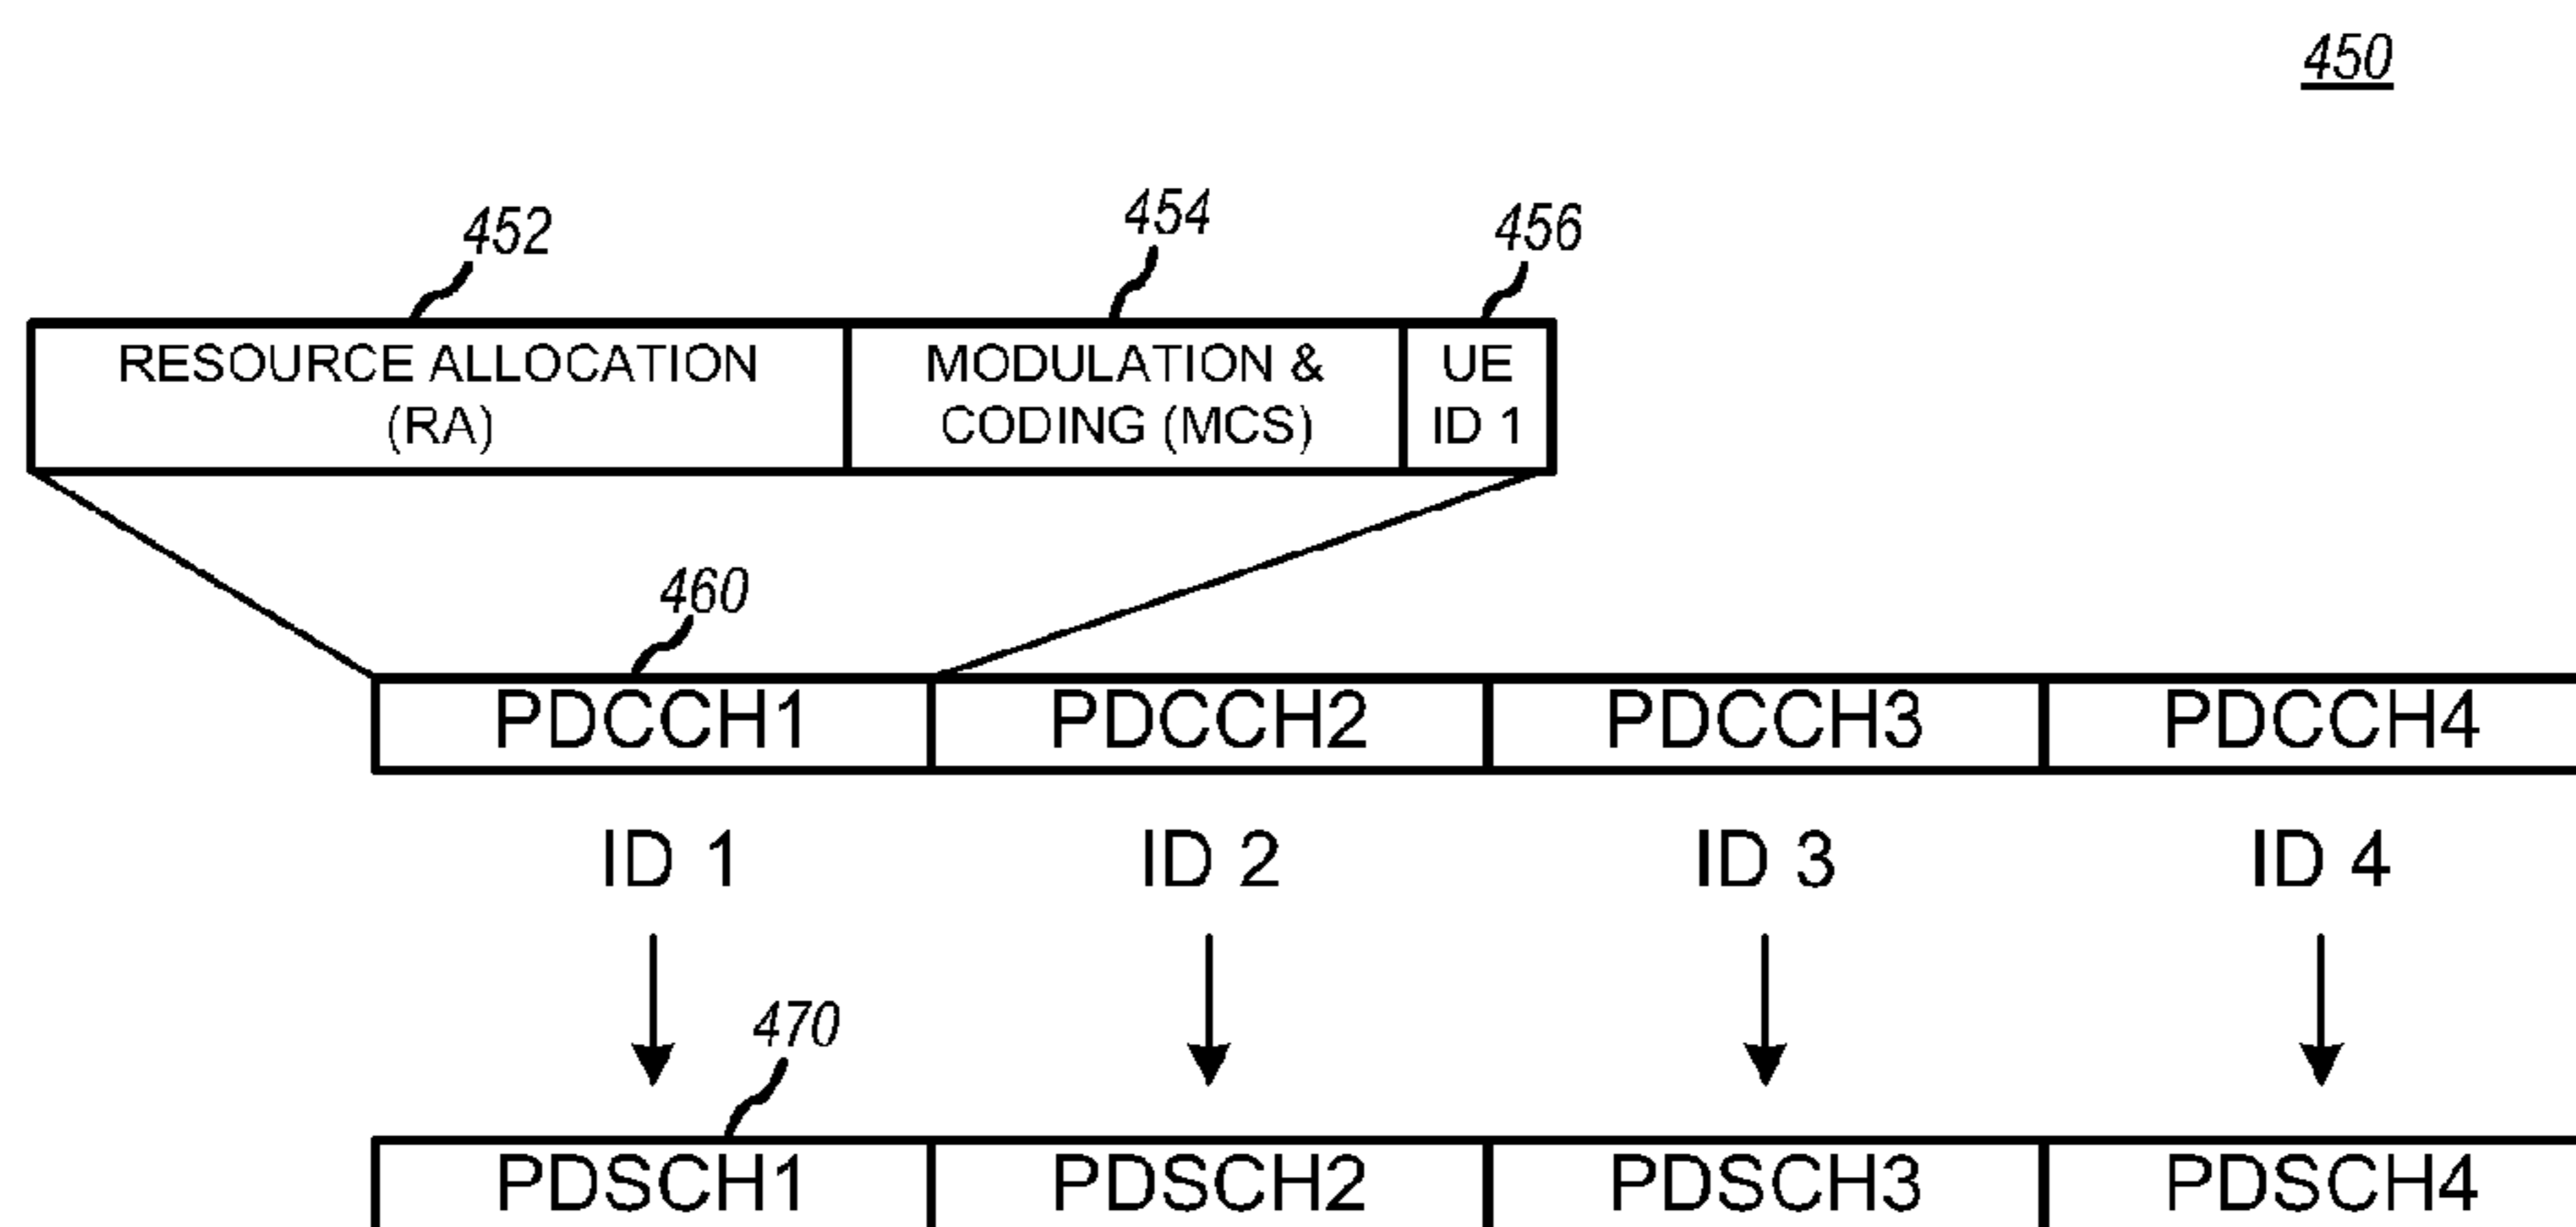 450
452
454
456
RESOURCE ALLOCATION
(RA)
MODULATION &
CODING (MCS)
UE
ID 1
460
PDCCH1
PDCCH2
PDCCH3
PDCCH4
ID 1
ID 2
ID 3
ID 4
470
PDSCH1
PDSCH2
PDSCH3
PDSCH4